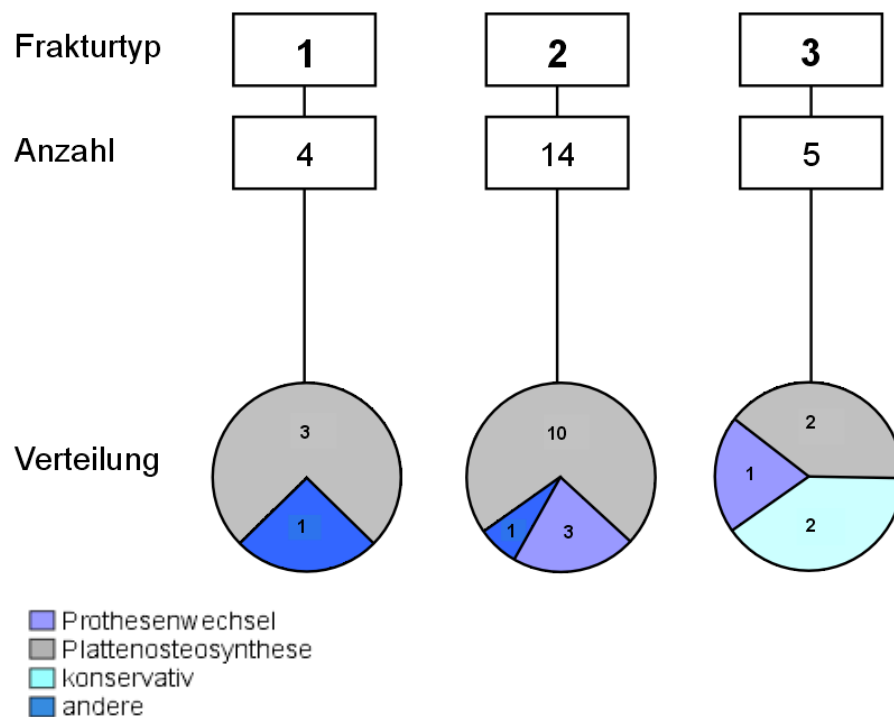 Frakturtyp 1 2 3
Anzahl 4 14 5
Verteilung
3
1
10
1
3
2
1
2
Prothesenwechsel
Plattenosteosynthese
konservativ
andere